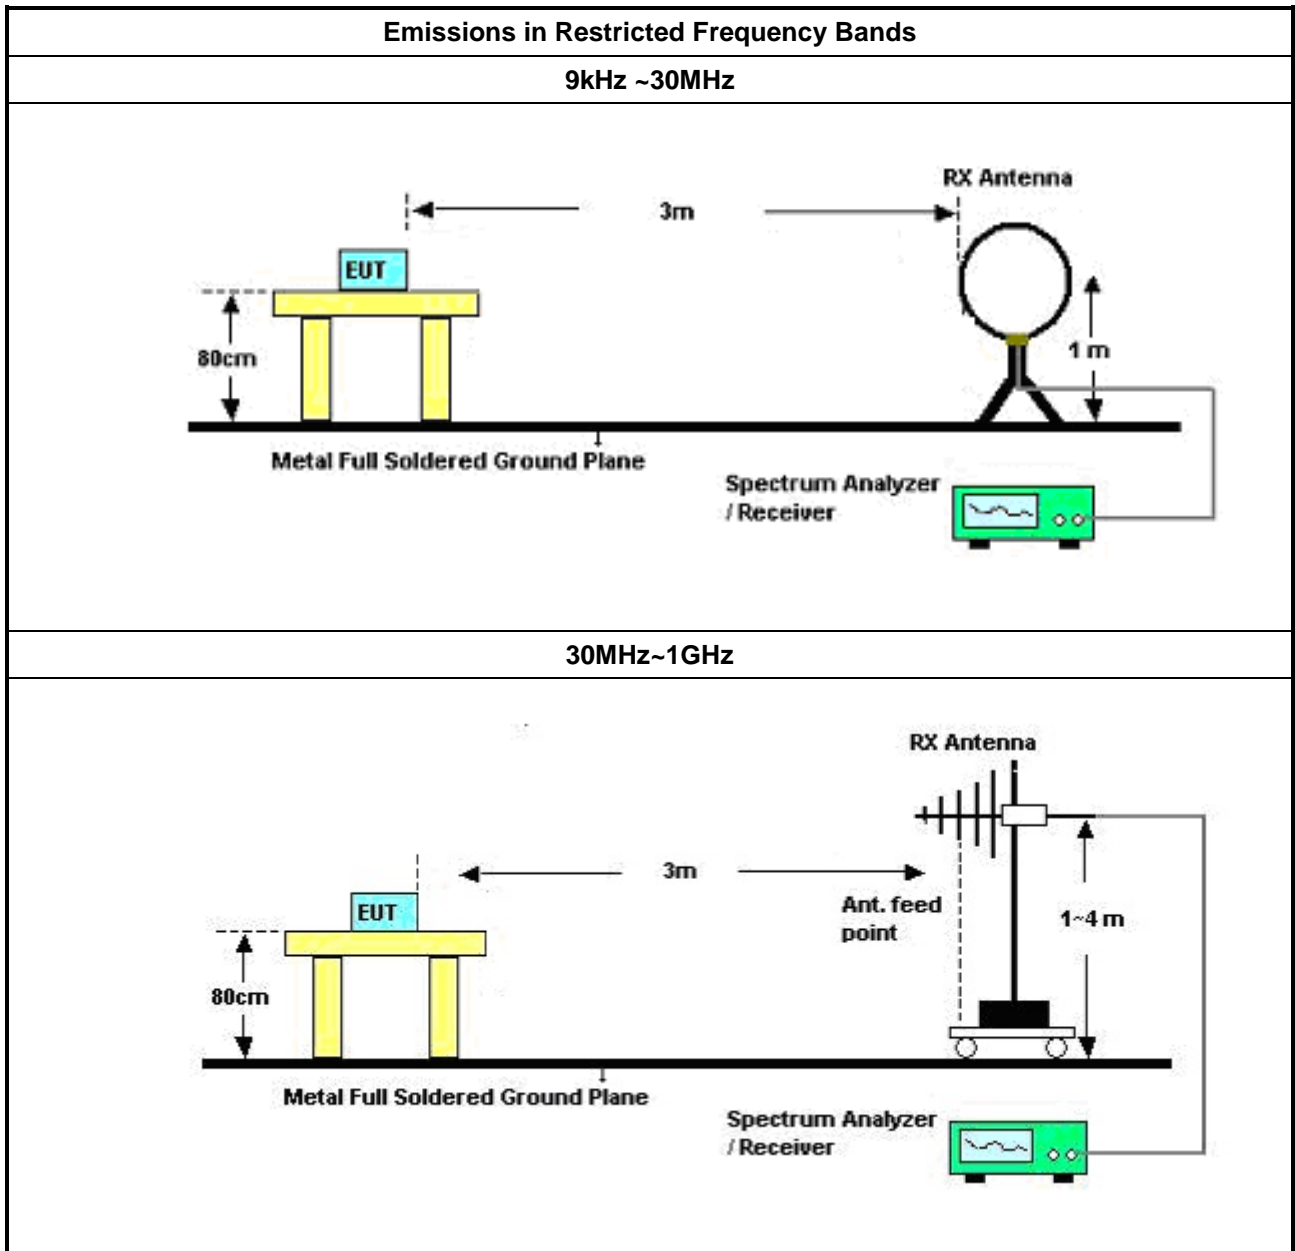 Emissions in Restricted Frequency Bands
9kHz ~30MHz
RX Antenna
3m
EUT
80cm
1 m
Metal Full Soldered Ground Plane
Spectrum Analyzer
/ Receiver
30MHz~1GHz
RX Antenna
3m
EUT
Ant. feed
point
1~4 m
80cm
Metal Full Soldered Ground Plane
Spectrum Analyzer
/ Receiver